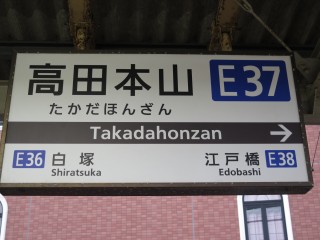 高田本山 E37
たかだほんざん
Takadahonzan →
E36 白塚 江戸橋 E38
Shiratsuka Edobashi